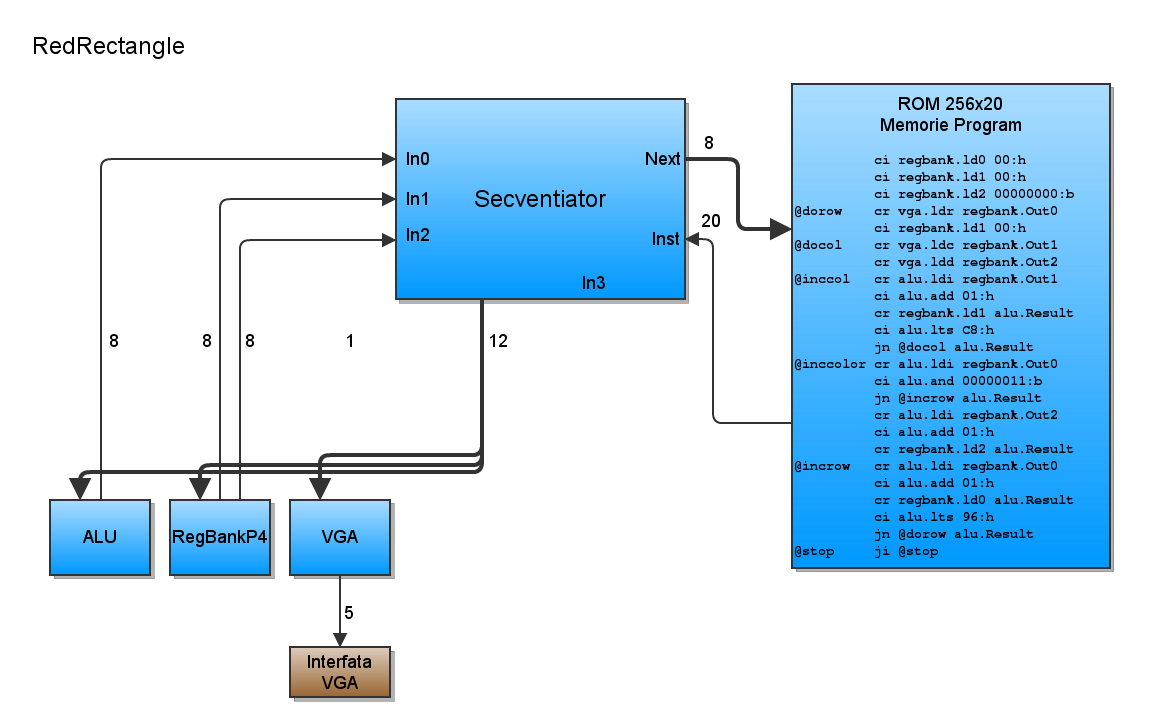 RedRectangle
In0
In1
In2
Secventiator
Next
Inst
In3
8
20
8
8
8
1
12
ALU
RegBankP4
VGA
5
Interfata
VGA
ROM 256x20
Memorie Program
ci regbank.ld0 00:h
ci regbank.ld1 00:h
ci regbank.ld2 00000000:b
@dorow cr vga.ldr regbank.Out0
ci regbank.ld1 00:h
@docol cr vga.ldc regbank.Out1
cr vga.ldd regbank.Out2
@inccol cr alu.ldi regbank.Out1
ci alu.add 01:h
cr regbank.ld1 alu.Result
ci alu.lts C8:h
jn @docol alu.Result
@inccolor cr alu.ldi regbank.Out0
ci alu.and 00000011:b
jn @incrow alu.Result
cr alu.ldi regbank.Out2
ci alu.add 01:h
cr regbank.ld2 alu.Result
@incrow cr alu.ldi regbank.Out0
ci alu.add 01:h
cr regbank.ld0 alu.Result
ci alu.lts 96:h
jn @dorow alu.Result
@stop ji @stop